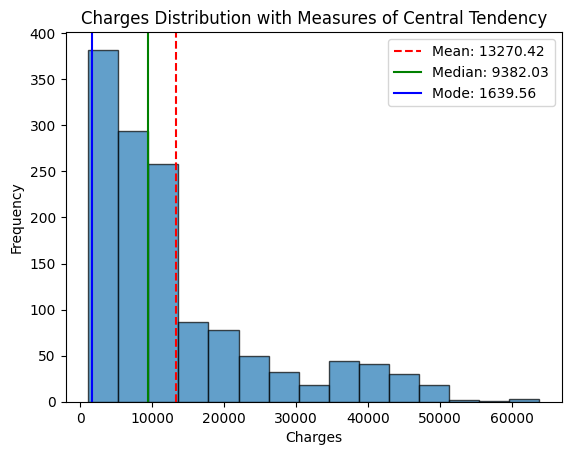 Charges Distribution with Measures of Central Tendency
Mean: 13270.42
Median: 9382.03
Mode: 1639.56
Frequency
400
350
300
250
200
150
100
50
0
0 10000 20000 30000 40000 50000 60000
Charges